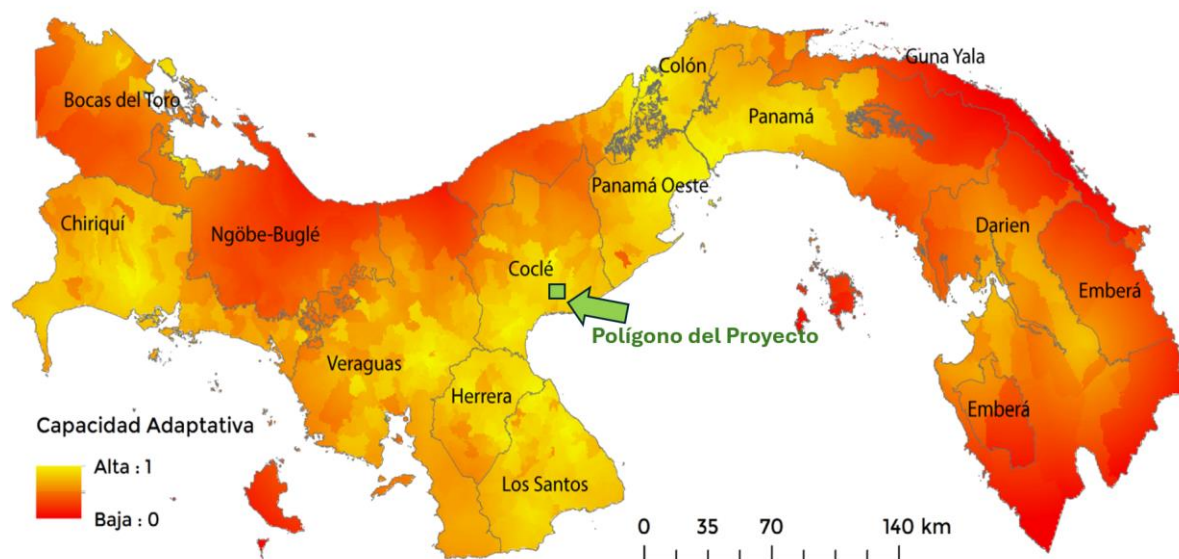 Guna Yala
Colón
Bocas del Toro
Panamá
Panamá Oeste
Chiriquí
Ngöbe-Buglé
Darien
Coclé
Emberá
Polígono del Proyecto
Veraguas
Herrera
Emberá
Capacidad Adaptativa
Alta : 1
Los Santos
Baja : 0
0 35 70 140 km